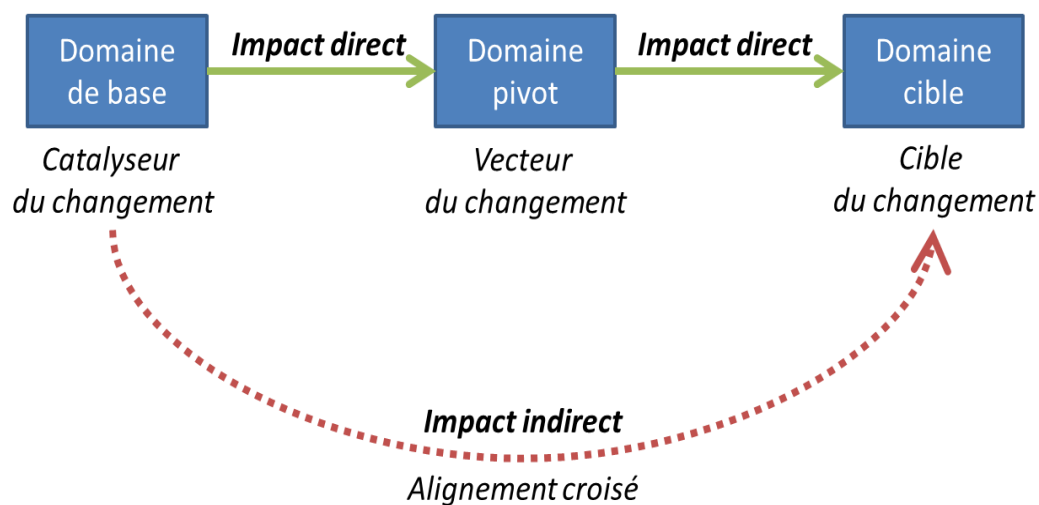 Domaine
de base
Impact direct
Domaine
pivot
Impact direct
Domaine
cible
Catalyseur
du changement
Vecteur
du changement
Cible
du changement
Impact indirect
Alignement croisé